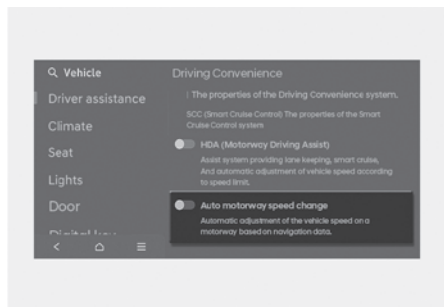 Vehicle
Driver assistance
Climate
Seat
Lights
Door
Driving Convenience
The properties of the Driving Convenience system.
SCC (Smart Cruise Control) The properties of the Smart
Cruise Control system
HDA (Motorway Driving Assist)
Assist system providing lane keeping, smart cruise,
And automatic adjustment of vehicle speed according
to speed limit,
Auto motorway speed change
Automatic adjustment of the vehicle speed on a
motorway based on navigation data.